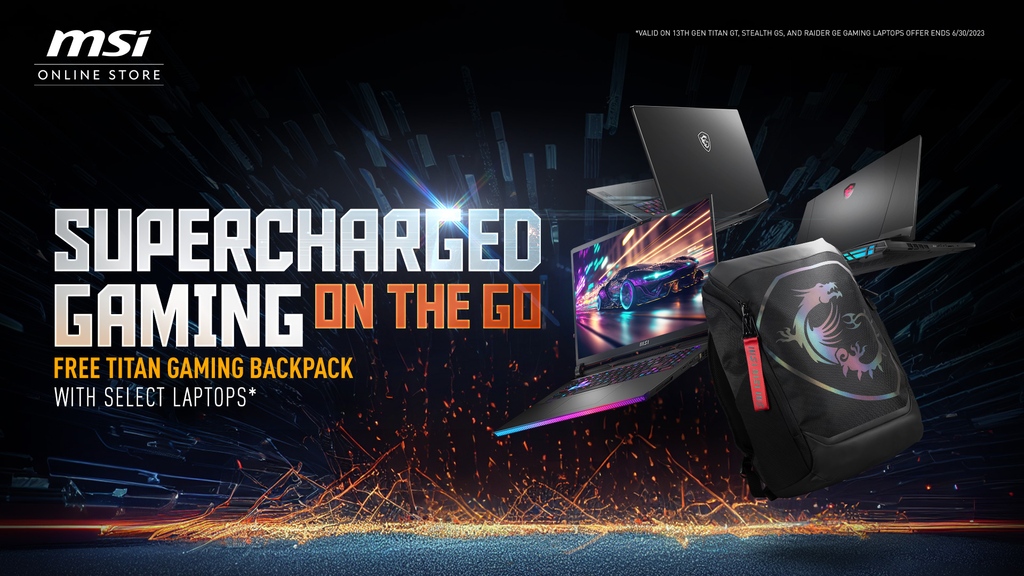 msi
ONLINE STORE
*VALID ON 13TH GEN TITAN GT, STEALTH GS, AND RAIDER GE GAMING LAPTOPS OFFER ENDS 6/30/2023
SUPERCHARGED
GAMING ON THE GO
FREE TITAN GAMING BACKPACK
WITH SELECT LAPTOPS*
msi